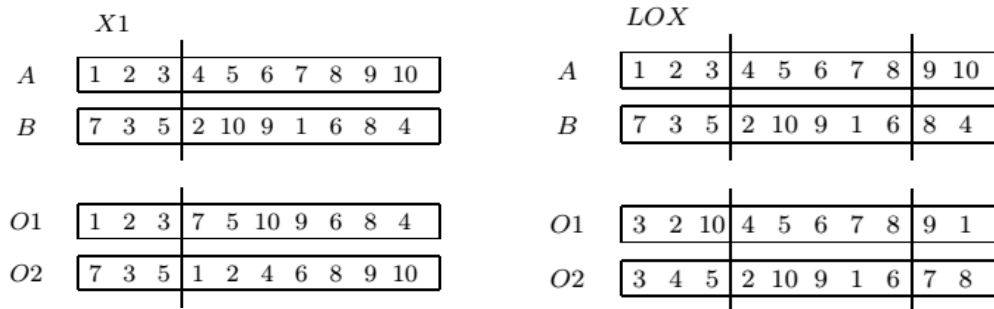 X1 LOX
A 1 2 3 4 5 6 7 8 9 10 A 1 2 3 4 5 6 7 8 9 10
B 7 3 5 2 10 9 1 6 8 4 B 7 3 5 2 10 9 1 6 8 4
O1 1 2 3 7 5 10 9 6 8 4 O1 3 2 10 4 5 6 7 8 9 1
O2 7 3 5 1 2 4 6 8 9 10 O2 3 4 5 2 10 9 1 6 7 8